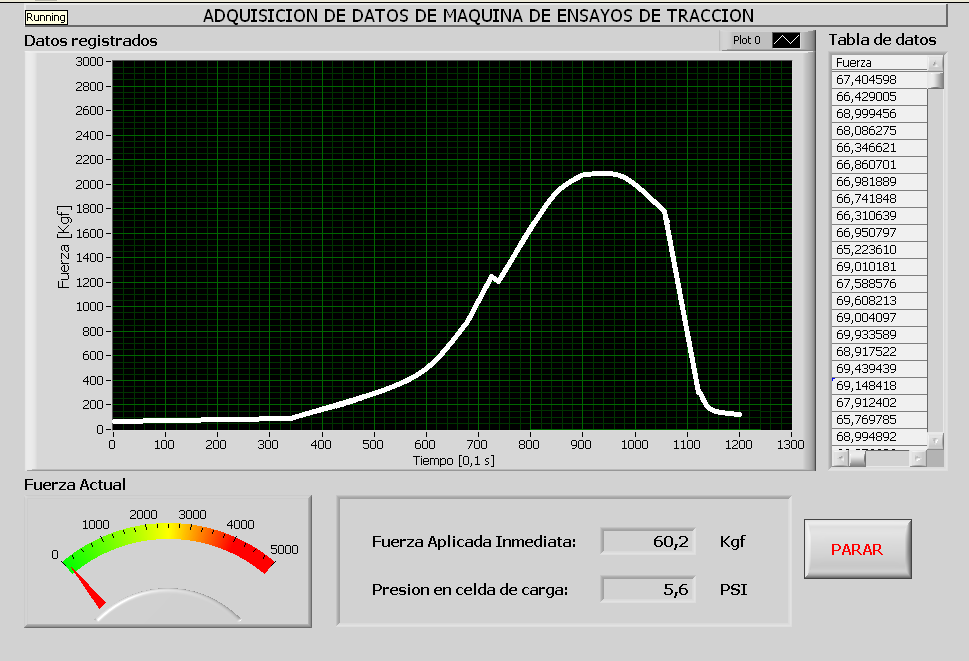 Running
ADQUISICION DE DATOS DE MAQUINA DE ENSAYOS DE TRACCION
Datos registrados
Plot 0
Tabla de datos
3000
2800
2600
2400
2200
2000
1800
1600
1400
1200
1000
800
600
400
200
0
Fuerza [Kgf]
0 100 200 300 400 500 600 700 800 900 1000 1100 1200 1300
Tiempo [0,1 s]
Fuerza
67,404598
66,429005
68,999456
68,086275
66,346621
66,860701
66,981889
66,741848
66,310639
66,950797
65,223610
69,010181
67,588576
69,608213
69,004097
69,933589
68,917522
69,439439
69,148418
67,912402
65,769785
68,994892
Fuerza Actual
0 1000 2000 3000 4000 5000
Fuerza Aplicada Inmediata: 60,2 Kgf
Presion en celda de carga: 5,6 PSI
PARAR